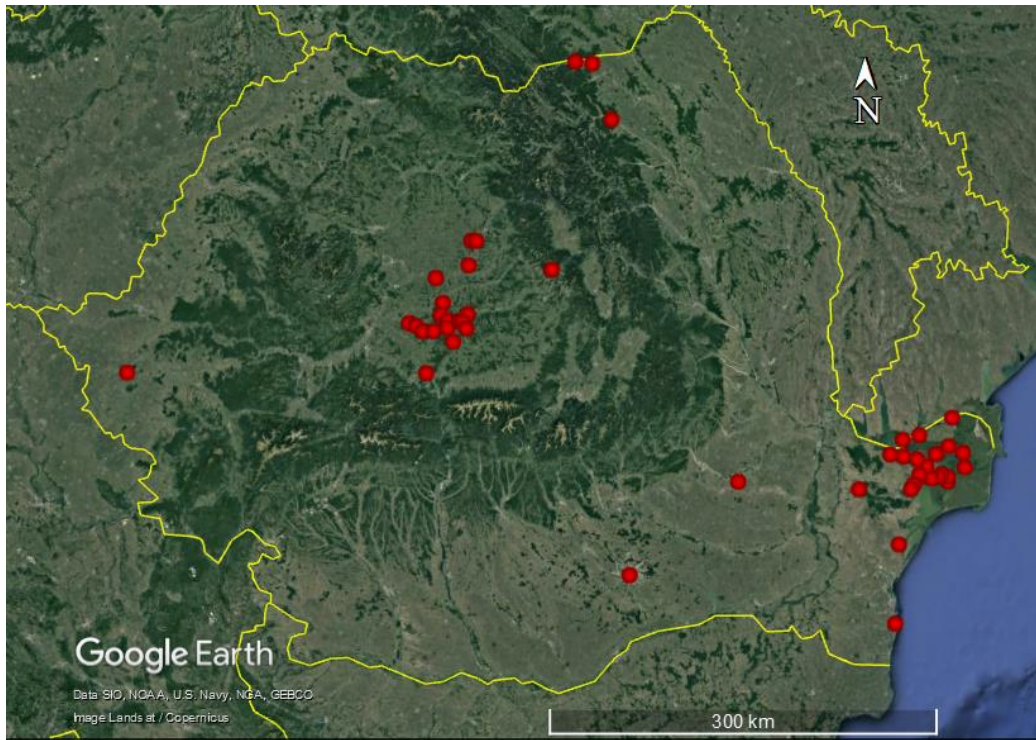 N
Google Earth
Data SIO, NOAA, U.S. Navy, NGA, GEBCO
Image Landsat / Copernicus
300 km